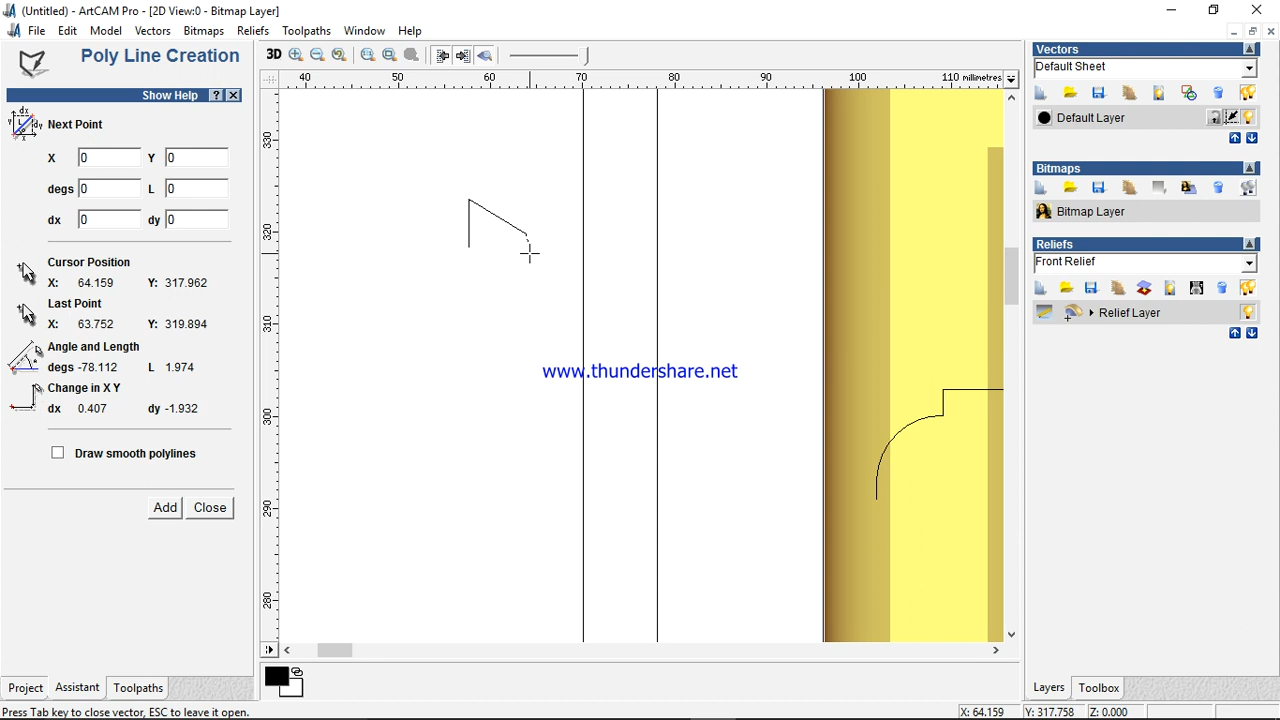 (Untitled) - ArtCAM Pro - [2D View:0 - Bitmap Layer]
File Edit Model Vectors Bitmaps Reliefs Toolpaths Window Help
Poly Line Creation
Show Help ?
Next Point
X 0 Y 0
degs 0 L 0
dx 0 dy 0
Cursor Position
X: 64.159 Y: 317.962
Last Point
X: 63.752 Y: 319.894
Angle and Length
degs -78.112 L 1.974
Change in X Y
dx 0.407 dy -1.932
Draw smooth polylines
Add Close
Project Assistant Toolpaths
Press Tab key to close vector, ESC to leave it open.
3D
40 50 60 70 80 90 100 110 milimetres
330
320
310
300
290
280
www.thundershare.net
Vectors
Default Sheet
Default Layer
Bitmaps
Bitmap Layer
Reliefs
Front Relief
Relief Layer
Layers Toolbox
X: 64.159 Y: 317.758 Z: 0.000